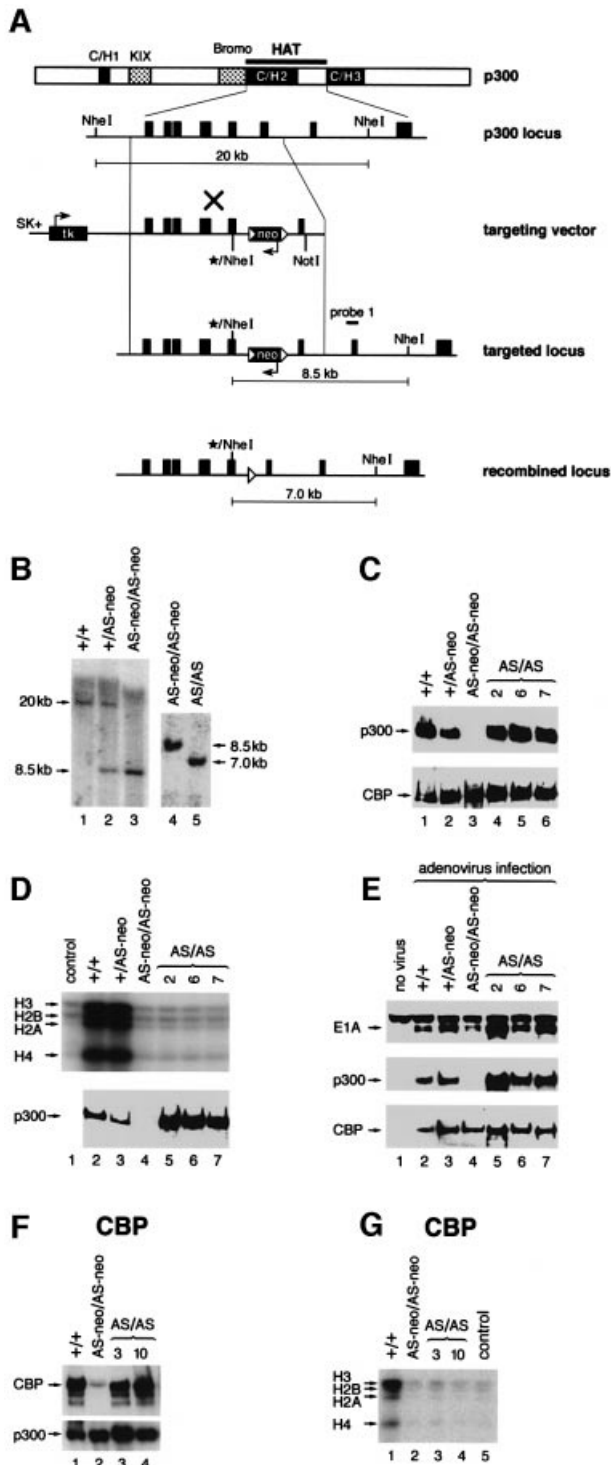 A
HAT
Bromo
C/H1 KIX
C/H2 C/H3 p300
NheI NheI p300 locus
20 kb
SK+ tk neo targeting vector
★/NheI NotI
probe 1
★/NheI NheI
neo targeted locus
8.5 kb
★/NheI NheI
recombined locus
7.0 kb
B
+/+ +/AS-neo AS-neo/AS-neo AS-neo/AS-neo AS/AS
20kb
8.5kb
8.5kb
7.0kb
1 2 3 4 5
C
+/+ +/AS-neo AS-neo/AS-neo AS/AS
2 6 7
p300
CBP
1 2 3 4 5 6
D
control +/+ +/AS-neo AS-neo/AS-neo AS/AS
2 6 7
H3
H2B
H2A
H4
p300
1 2 3 4 5 6 7
E
adenovirus infection
no virus +/+ +/AS-neo AS-neo/AS-neo AS/AS
2 6 7
E1A
p300
CBP
1 2 3 4 5 6 7
F CBP
+/+ AS-neo/AS-neo AS/AS
3 10
CBP
p300
1 2 3 4
G CBP
+/+ AS-neo/AS-neo AS/AS control
3 10
H3
H2B
H2A
H4
1 2 3 4 5